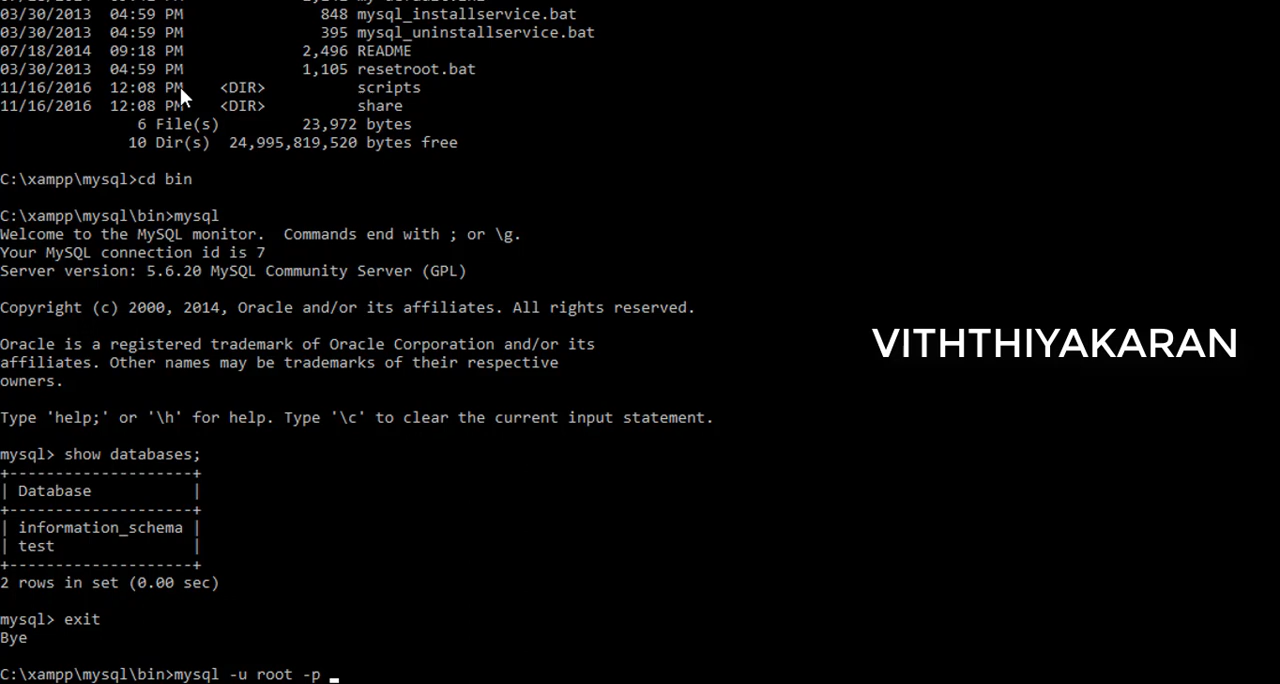 03/30/2013  04:59 PM               848 mysql_installservice.bat
03/30/2013  04:59 PM               395 mysql_uninstallservice.bat
07/18/2014  09:18 PM             2,496 README
03/30/2013  04:59 PM             1,105 resetroot.bat
11/16/2016  12:08 PM    <DIR>          scripts
11/16/2016  12:08 PM    <DIR>          share
               6 File(s)         23,972 bytes
              10 Dir(s)  24,995,819,520 bytes free
C:\xampp\mysql>cd bin
C:\xampp\mysql\bin>mysql
Welcome to the MySQL monitor.  Commands end with ; or \g.
Your MySQL connection id is 7
Server version: 5.6.20 MySQL Community Server (GPL)
Copyright (c) 2000, 2014, Oracle and/or its affiliates. All rights reserved.
Oracle is a registered trademark of Oracle Corporation and/or its
affiliates. Other names may be trademarks of their respective
owners.
VITHTHIYAKARAN
Type 'help;' or '\h' for help. Type '\c' to clear the current input statement.
mysql> show databases;
+--------------------+
| Database           |
+--------------------+
| information_schema |
| test               |
+--------------------+
2 rows in set (0.00 sec)
mysql> exit
Bye
C:\xampp\mysql\bin>mysql -u root -p _